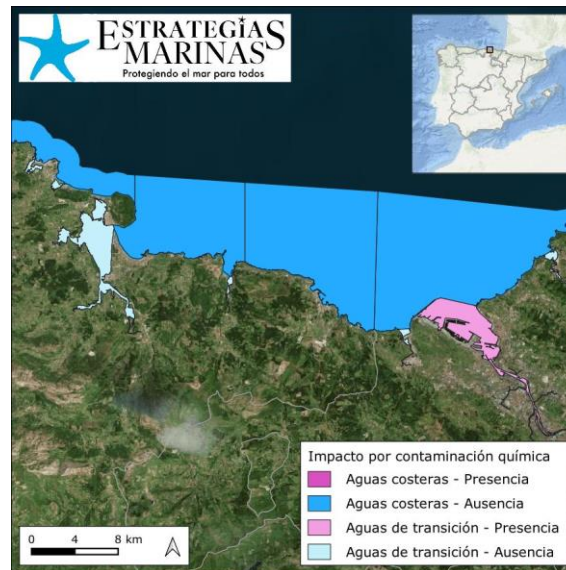 ESTRATEGIAS
MARINAS
Protegiendo el mar para todos
Impacto por contaminación química
Aguas costeras - Presencia
Aguas costeras - Ausencia
Aguas de transición - Presencia
Aguas de transición - Ausencia
0 4 8 km